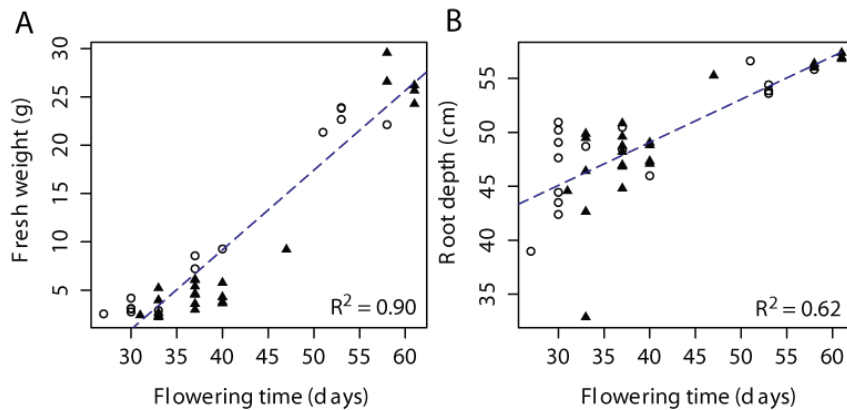 A
B
Fresh weight (g)
30
25
20
15
10
5
R² = 0.90
30 35 40 45 50 55 60
Flowering time (days)
Root depth (cm)
55
50
45
40
35
R² = 0.62
30 35 40 45 50 55 60
Flowering time (days)